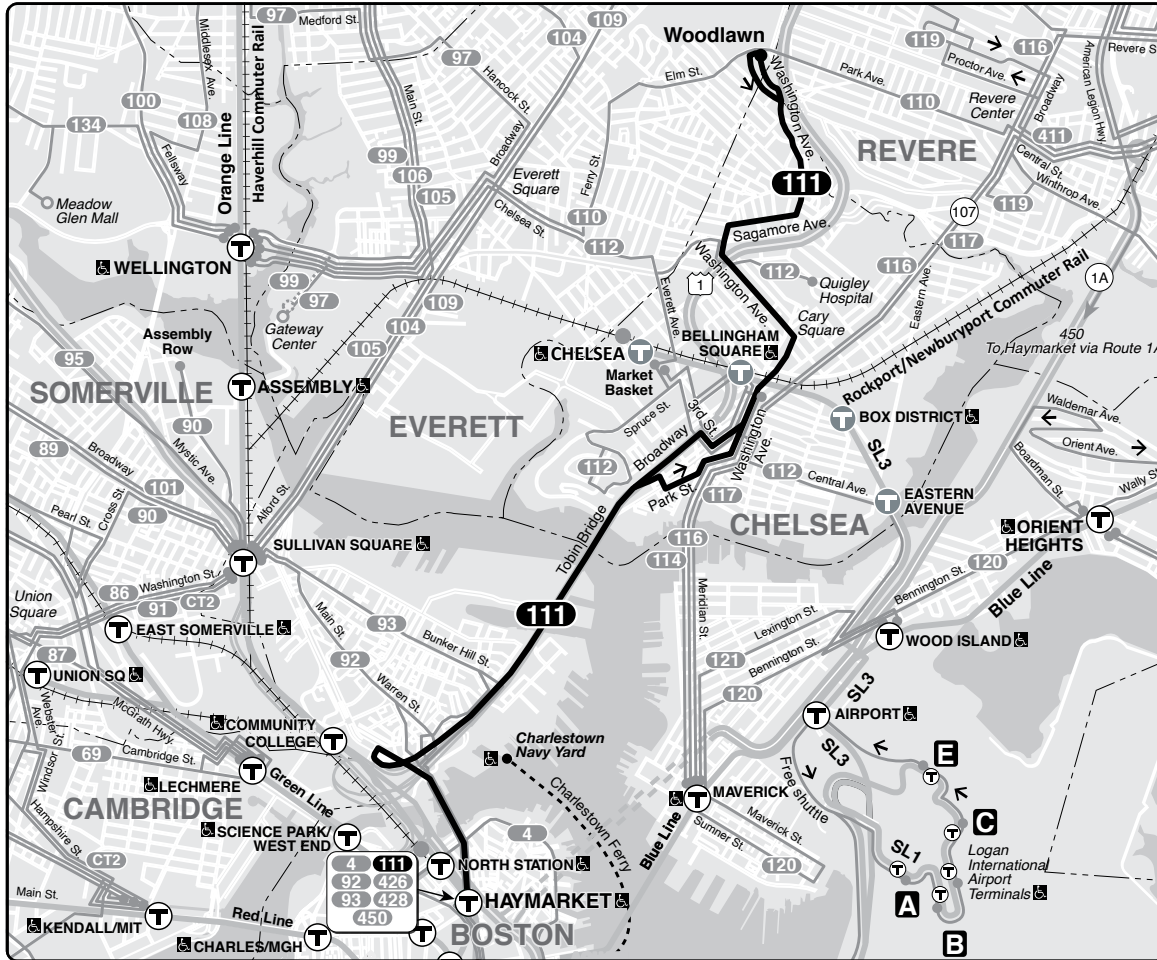 97
Medford St.
109
104
97
Woodlawn
119
116
Proctor Ave.
Revere S
Middlesex Ave.
Haverhill Commuter Rail
Main St.
Hancock St.
Elm St.
Washington Ave.
Park Ave.
110
Revere
Center
Broadway
American Legion Hwy.
100
108
134
Fellsway
Orange Line
99
106
105
Broadway
Everett
Square
Ferry St.
REVERE
411
Central St.
Winthrop Ave.
111
119
107
Meadow
Glen Mall
Chelsea St.
110
112
Sagamore Ave.
117
WELLINGTON
99
97
109
Everett Ave.
1
Washington Ave.
112
Quigley
Hospital
116
Eastern Ave.
Rockport/Newburyport Commuter Rail
1A
Gateway
Center
104
105
Cary
Square
450
To Haymarket via Route 1A
Assembly
Row
95
SOMERVILLE
ASSEMBLY
CHELSEA
BELLINGHAM
SQUARE
Market
Basket
EVERETT
Spruce St.
3rd St.
Broadway
Washington
Ave.
BOX DISTRICT
SL3
Waldemar Ave.
Orient Ave.
90
89
Broadway
Mystic Ave.
101
90
Cross St.
Pearl St.
Alford St.
112
Park St.
117
112
Central Ave.
CHELSEA
EASTERN
AVENUE
Boardman St.
Wally St
ORIENT
HEIGHTS
SULLIVAN SQUARE
Tobin Bridge
116
114
Washington St.
Union
Square
86
91
CT2
EAST SOMERVILLE
Main St.
93
Bunker Hill St.
111
Meridian St.
Lexington St.
Bennington St.
120
Blue Line
87
UNION SQ
92
Warren St.
121
Bennington St.
WOOD ISLAND
120
SL3
Webster
Ave.
Windsor St.
McGrath Hwy.
69
Cambridge St.
COMMUNITY
COLLEGE
Charlestown
Navy Yard
AIRPORT
SL3
E
LECHMERE
CAMBRIDGE
Green Line
Charlestown Ferry
MAVERICK
Free shuttle
C
Hampshire St.
SCIENCE PARK/
WEST END
4
Blue Line
Sumner St.
Maverick St.
120
SL1
Logan
International
Airport
Terminals
CT2
4
111
92
426
93
428
450
NORTH STATION
HAYMARKET
A
B
Main St.
KENDALL/MIT
Red Line
CHARLES/MGH
BOSTON